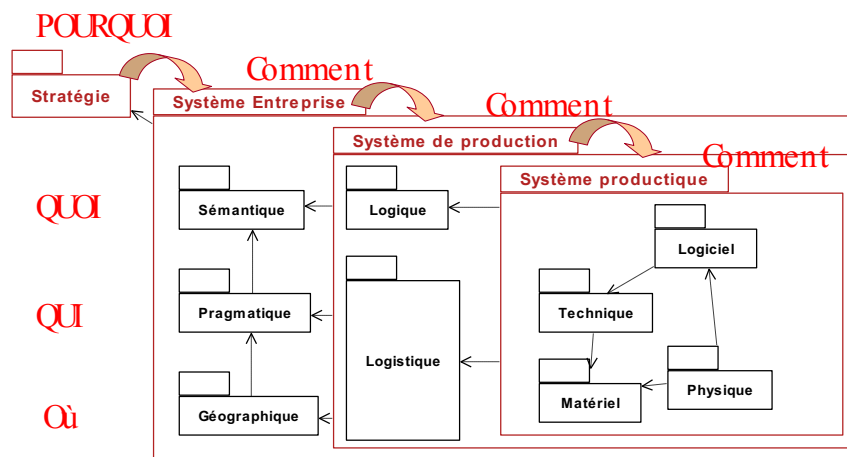 POURQUOI
Comment
Stratégie
Système Entreprise
Comment
Système de production
Comment
Système productique
QUOI
Sémantique
Logique
Logiciel
QUI
Pragmatique
Technique
Logistique
Où
Géographique
Matériel
Physique